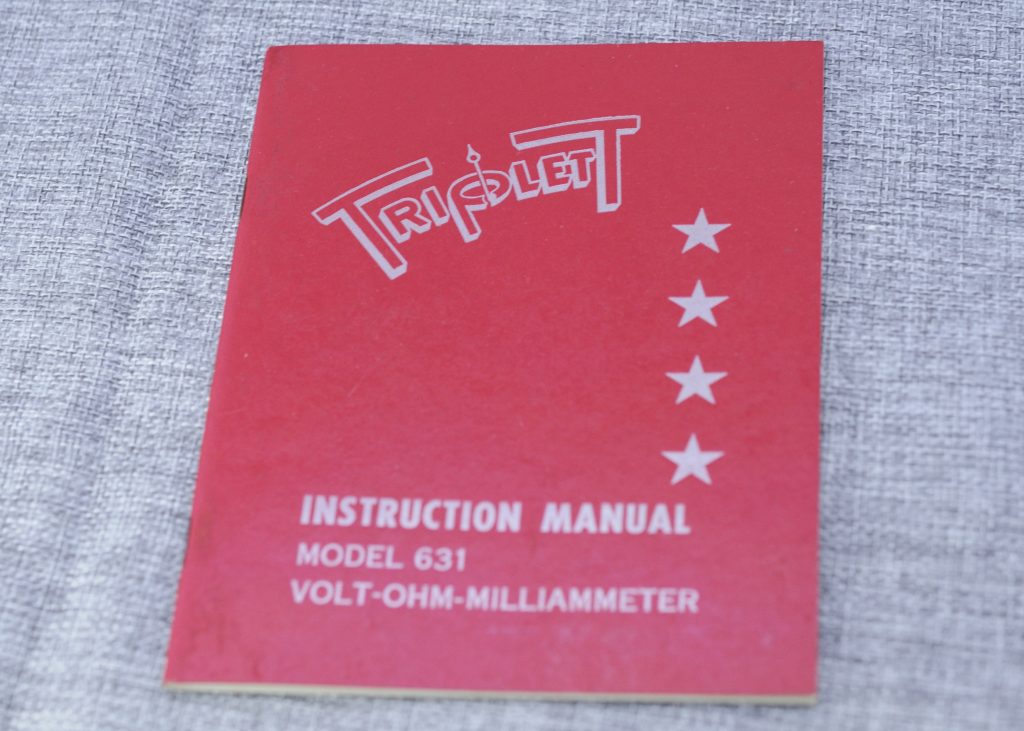 TRIPLETT
INSTRUCTION MANUAL
MODEL 631
VOLT-OHM-MILLIAMMETER